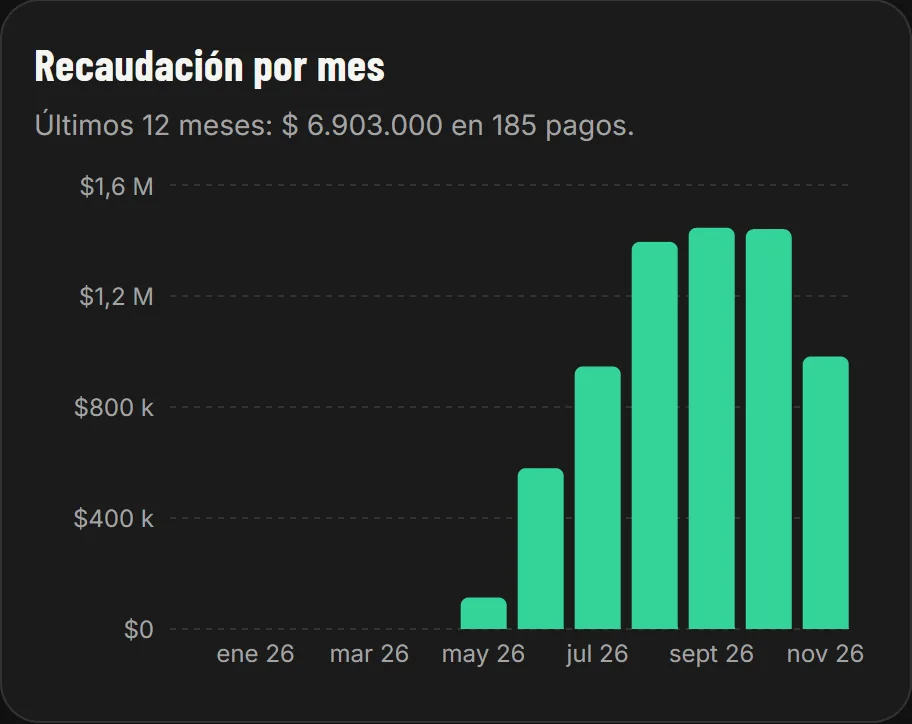 Recaudación por mes
Últimos 12 meses: $ 6.903.000 en 185 pagos.
$1,6 M
$1,2 M
$800 k
$400 k
$0
ene 26 mar 26 may 26 jul 26 sept 26 nov 26